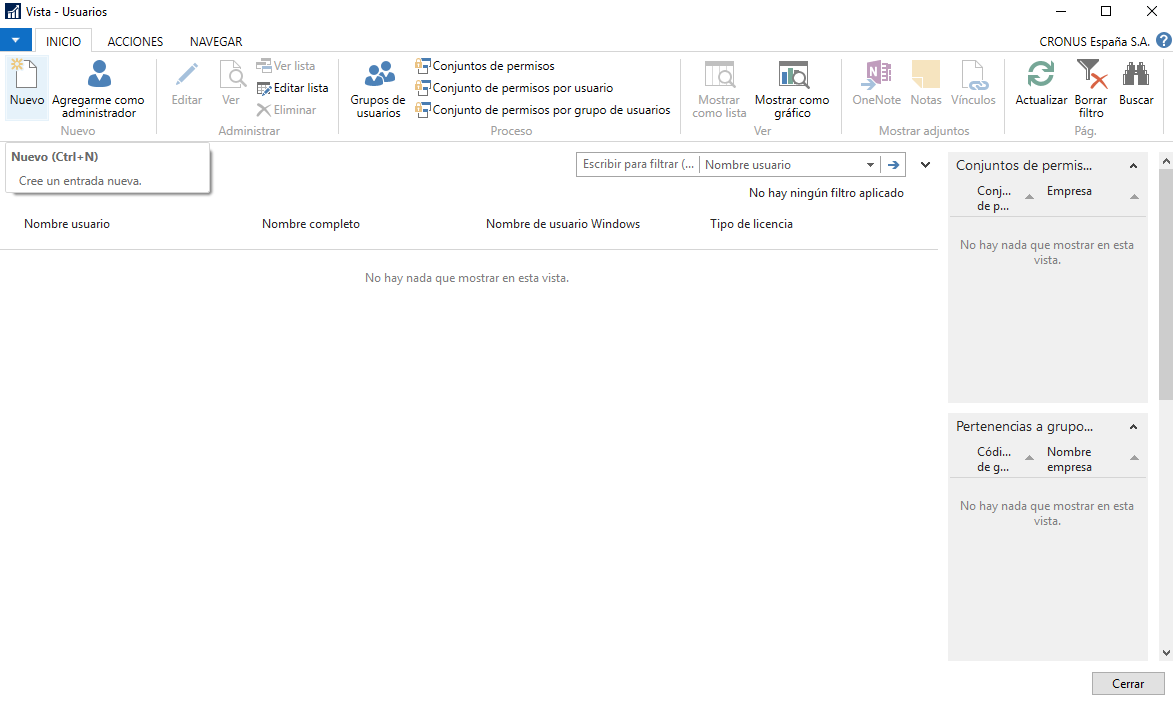 Vista - Usuarios
INICIO ACCIONES NAVEGAR
CRONUS España S.A.
Nuevo
Agregarme como
administrador
Nuevo
Editar
Ver
Ver lista
Editar lista
Eliminar
Administrar
Grupos de
usuarios
Conjuntos de permisos
Conjunto de permisos por usuario
Conjunto de permisos por grupo de usuarios
Proceso
Mostrar
como lista
Mostrar como
gráfico
Ver
OneNote
Notas
Vínculos
Mostrar adjuntos
Actualizar
Borrar
filtro
Buscar
Pág.
Nuevo (Ctrl+N)
Cree un entrada nueva.
Escribir para filtrar (...
Nombre usuario
No hay ningún filtro aplicado
Nombre usuario
Nombre completo
Nombre de usuario Windows
Tipo de licencia
No hay nada que mostrar en esta vista.
Conjuntos de permis...
Conj...
de p...
Empresa
No hay nada que mostrar en esta
vista.
Pertenencias a grupo...
Códi...
de g...
Nombre
empresa
No hay nada que mostrar en esta
vista.
Cerrar